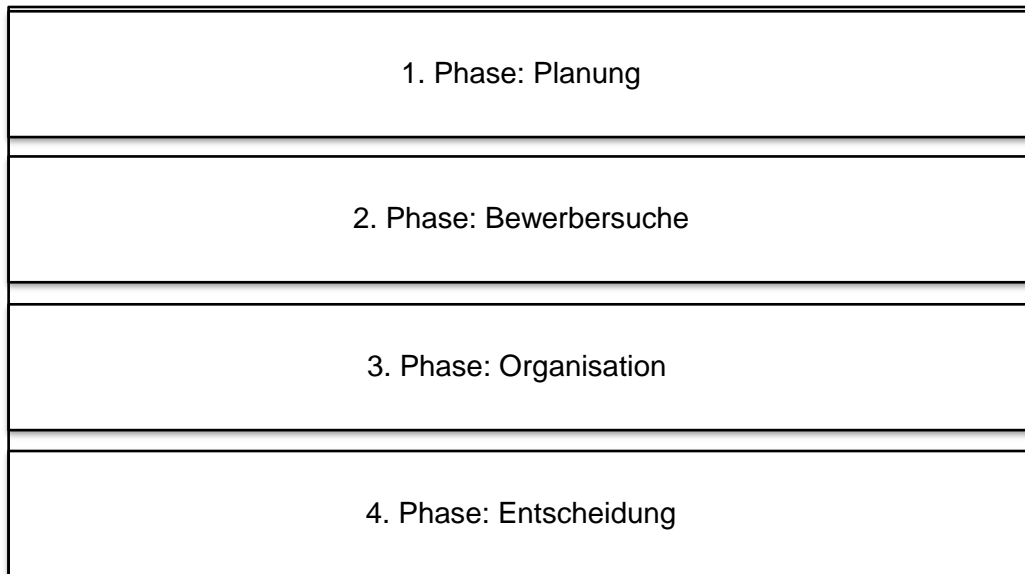 1. Phase: Planung
2. Phase: Bewerbersuche
3. Phase: Organisation
4. Phase: Entscheidung